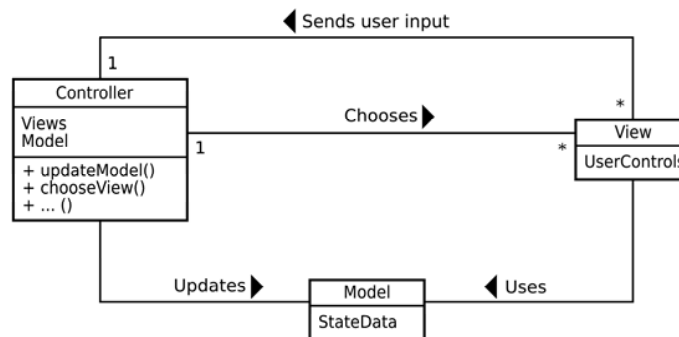 Sends user input
1
*
Controller
Views
Model
+ updateModel()
+ chooseView()
+ ... ()
Chooses
1
*
View
UserControls
Updates
Uses
Model
StateData